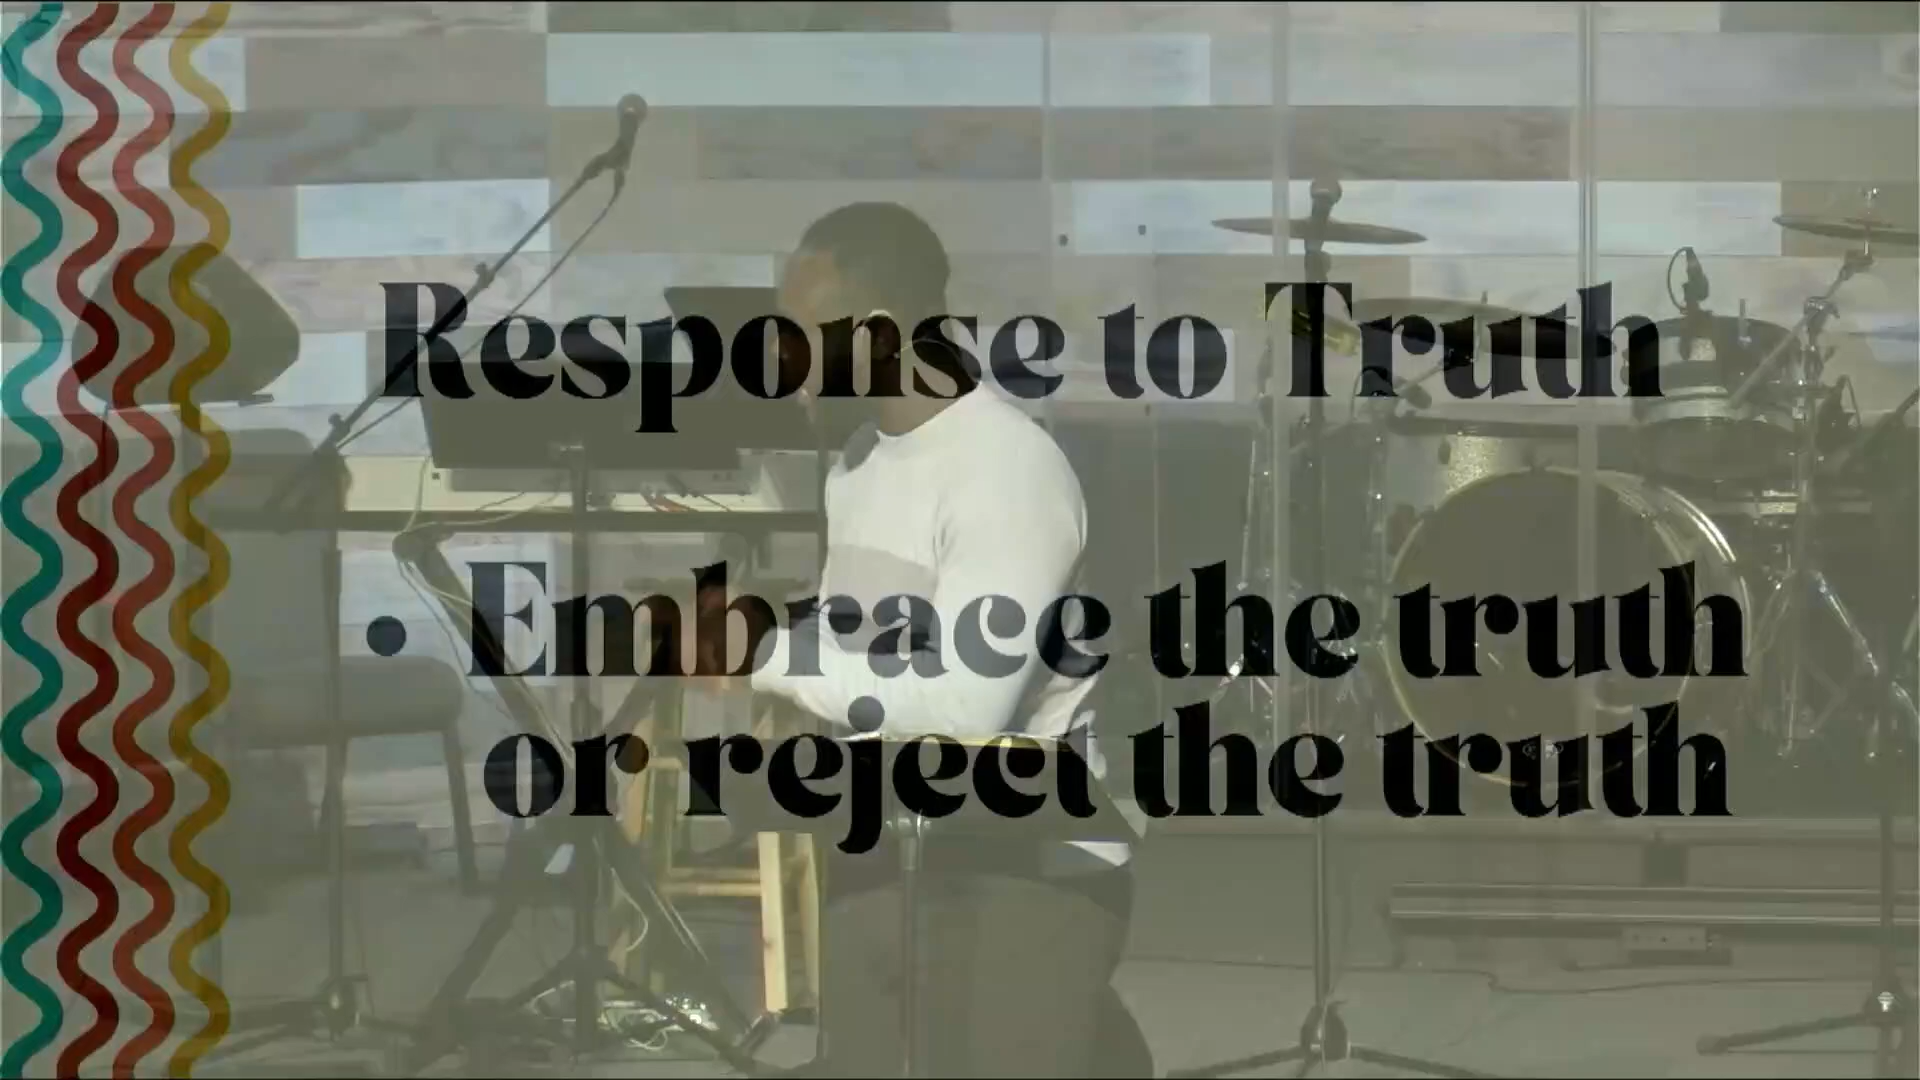 Response to Truth
• Embrace the truth
or reject the truth